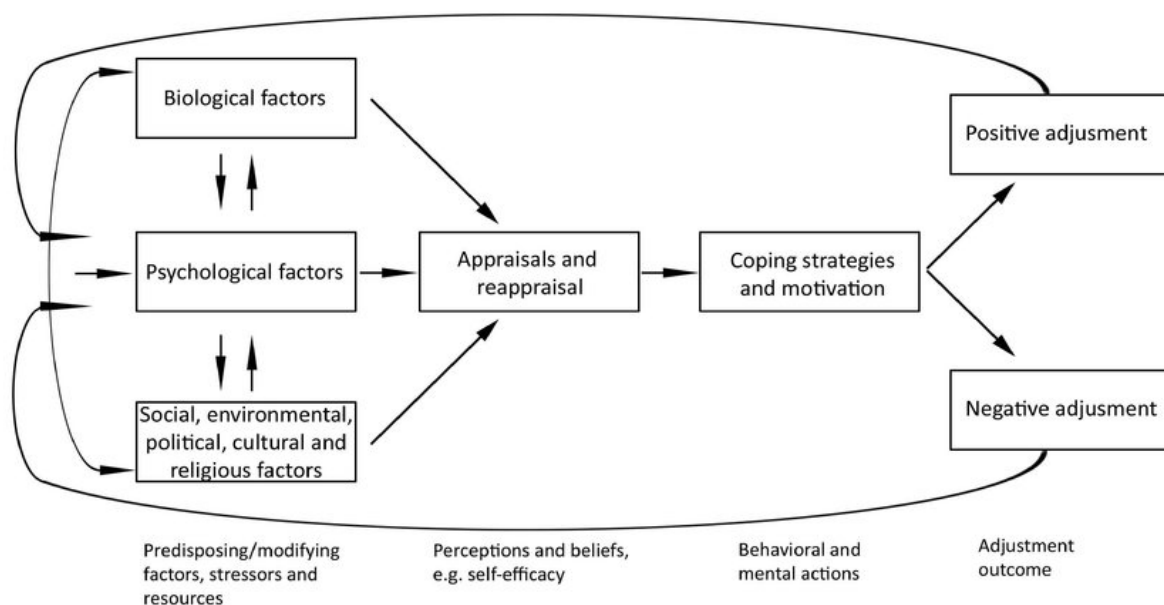 Biological factors
Positive adjusment
Psychological factors
Appraisals and
reappraisal
Coping strategies
and motivation
Social, environmental,
political, cultural and
religious factors
Negative adjusment
Predisposing/modifying
factors, stressors and
resources
Perceptions and beliefs,
e.g. self-efficacy
Behavioral and
mental actions
Adjustment
outcome